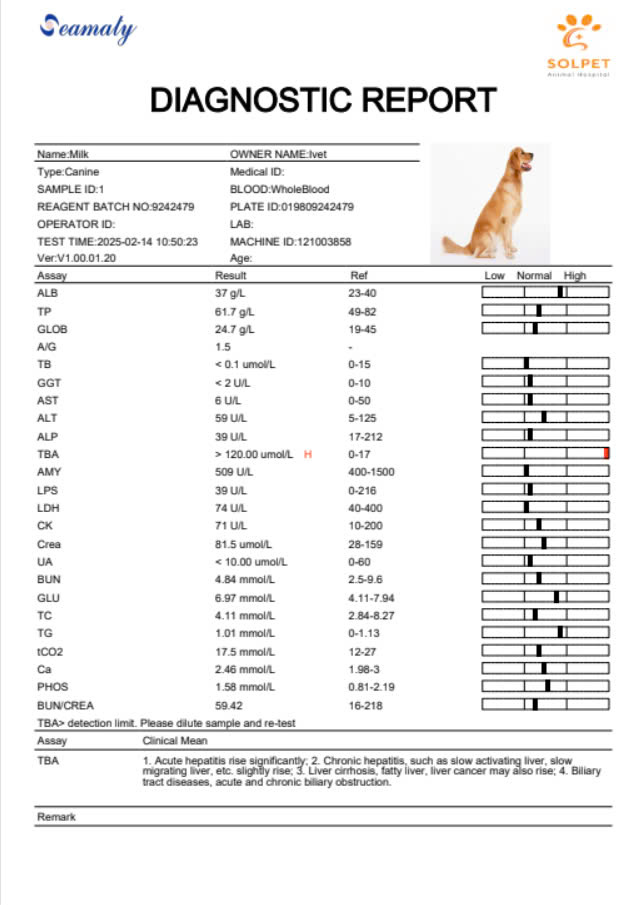 Seamaty
SOLPET
Animal Hospital
DIAGNOSTIC REPORT
Name:Milk OWNER NAME:Ivet
Type:Canine Medical ID:
SAMPLE ID:1 BLOOD:WholeBlood
REAGENT BATCH NO:9242479 PLATE ID:019809242479
OPERATOR ID: LAB:
TEST TIME:2025-02-14 10:50:23 MACHINE ID:121003858
Ver:V1.00.01.20 Age:
Assay Result Ref Low Normal High
ALB 37 g/L 23-40
TP 61.7 g/L 49-82
GLOB 24.7 g/L 19-45
A/G 1.5 -
TB < 0.1 umol/L 0-15
GGT < 2 U/L 0-10
AST 6 U/L 0-50
ALT 59 U/L 5-125
ALP 39 U/L 17-212
TBA > 120.00 umol/L H 0-17
AMY 509 U/L 400-1500
LPS 39 U/L 0-216
LDH 74 U/L 40-400
CK 71 U/L 10-200
Crea 81.5 umol/L 28-159
UA < 10.00 umol/L 0-60
BUN 4.84 mmol/L 2.5-9.6
GLU 6.97 mmol/L 4.11-7.94
TC 4.11 mmol/L 2.84-8.27
TG 1.01 mmol/L 0-1.13
tCO2 17.5 mmol/L 12-27
Ca 2.46 mmol/L 1.98-3
PHOS 1.58 mmol/L 0.81-2.19
BUN/CREA 59.42 16-218
TBA> detection limit. Please dilute sample and re-test
Assay Clinical Mean
TBA 1. Acute hepatitis rise significantly; 2. Chronic hepatitis, such as slow activating liver, slow
migrating liver, etc. slightly rise; 3. Liver cirrhosis, fatty liver, liver cancer may also rise; 4. Biliary
tract diseases, acute and chronic biliary obstruction.
Remark